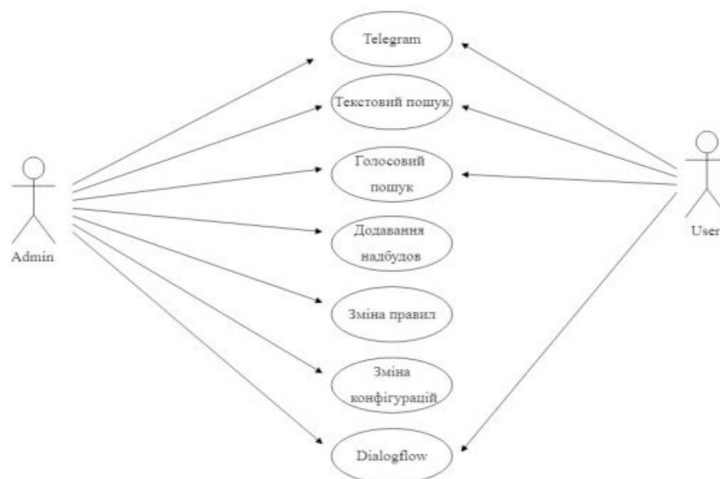 Telegram
Текстовий пошук
Голосовий
пошук
Admin
User
Додавання
надбудов
Зміна правил
Зміна
конфігурацій
Dialogflow